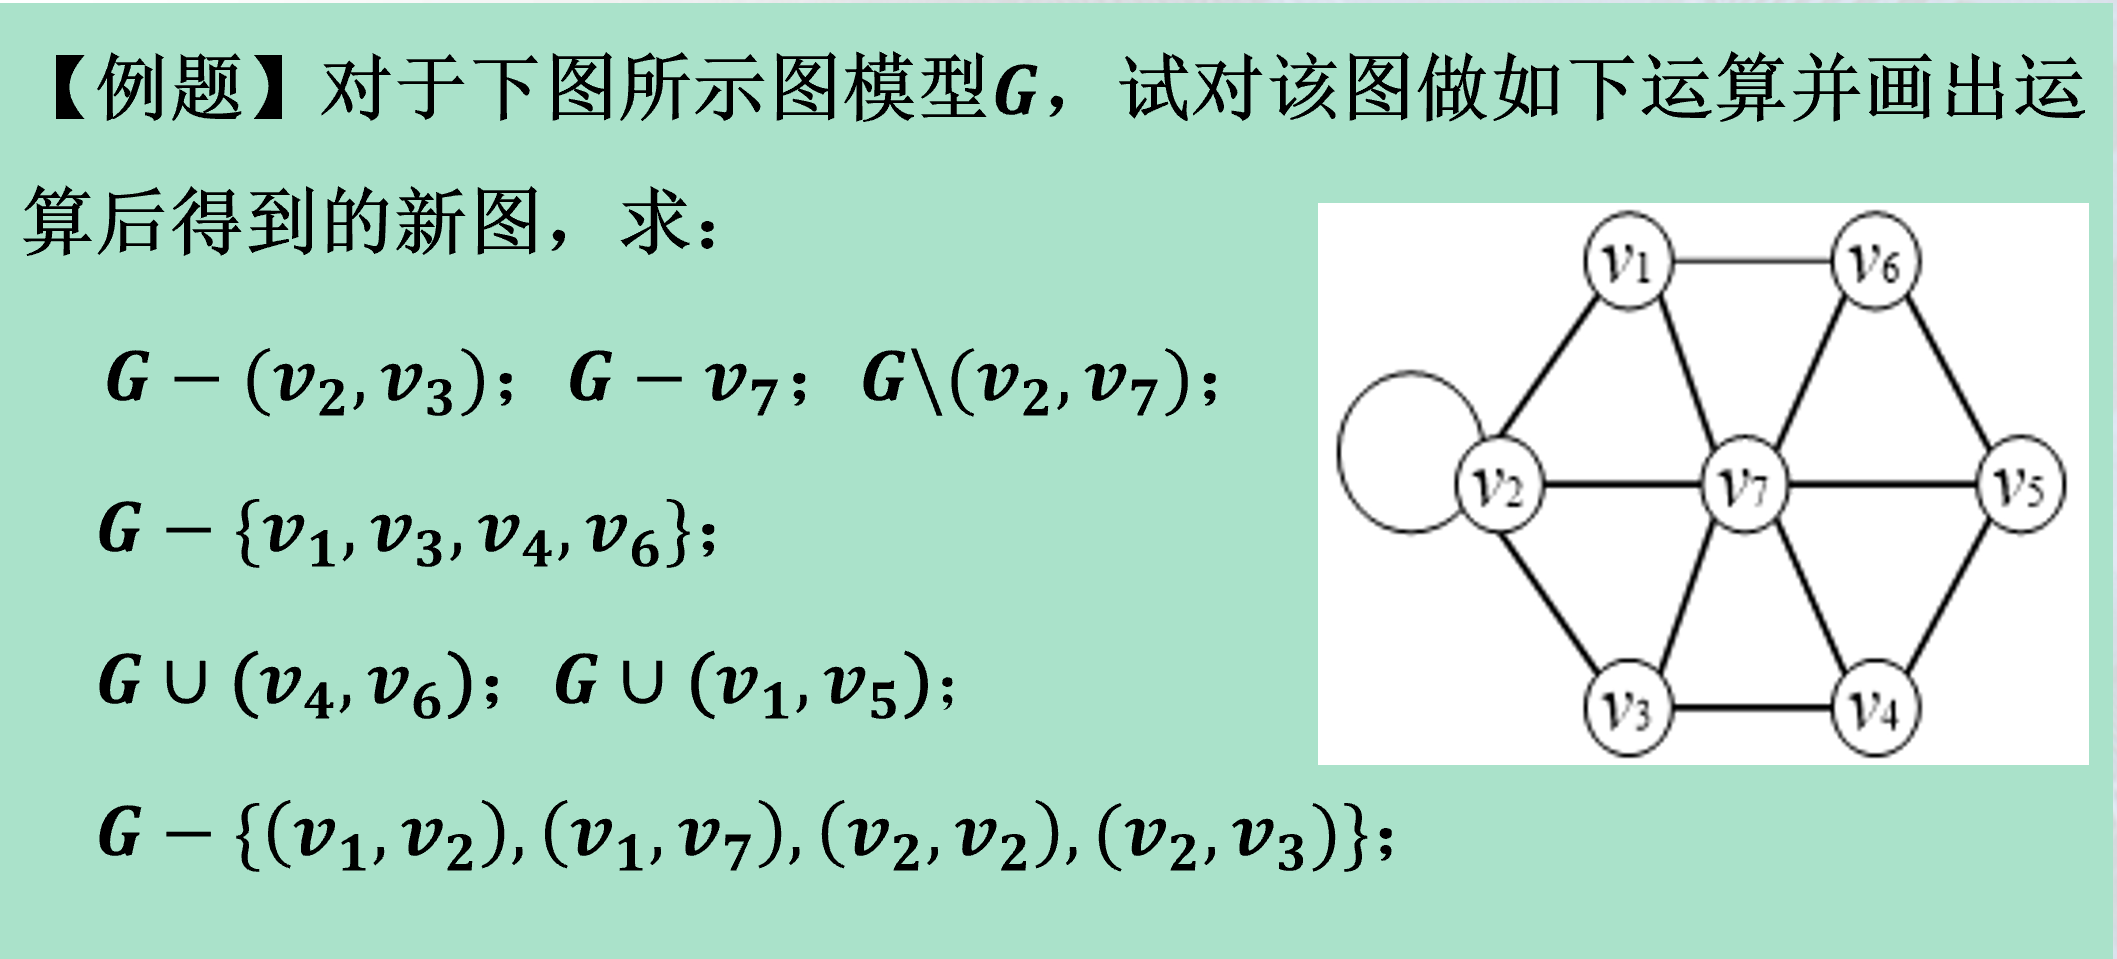 【例题】对于下图所示图模型G，试对该图做如下运算并画出运
算后得到的新图，求：
G − (v₂, v₃)；G − v₇；G\(v₂, v₇)；
G − {v₁, v₃, v₄, v₆}；
G ∪ (v₄, v₆)；G ∪ (v₁, v₅)；
G − {(v₁, v₂), (v₁, v₇), (v₂, v₂), (v₂, v₃)}；
v₁ v₆
v₂ v₇ v₅
v₃ v₄